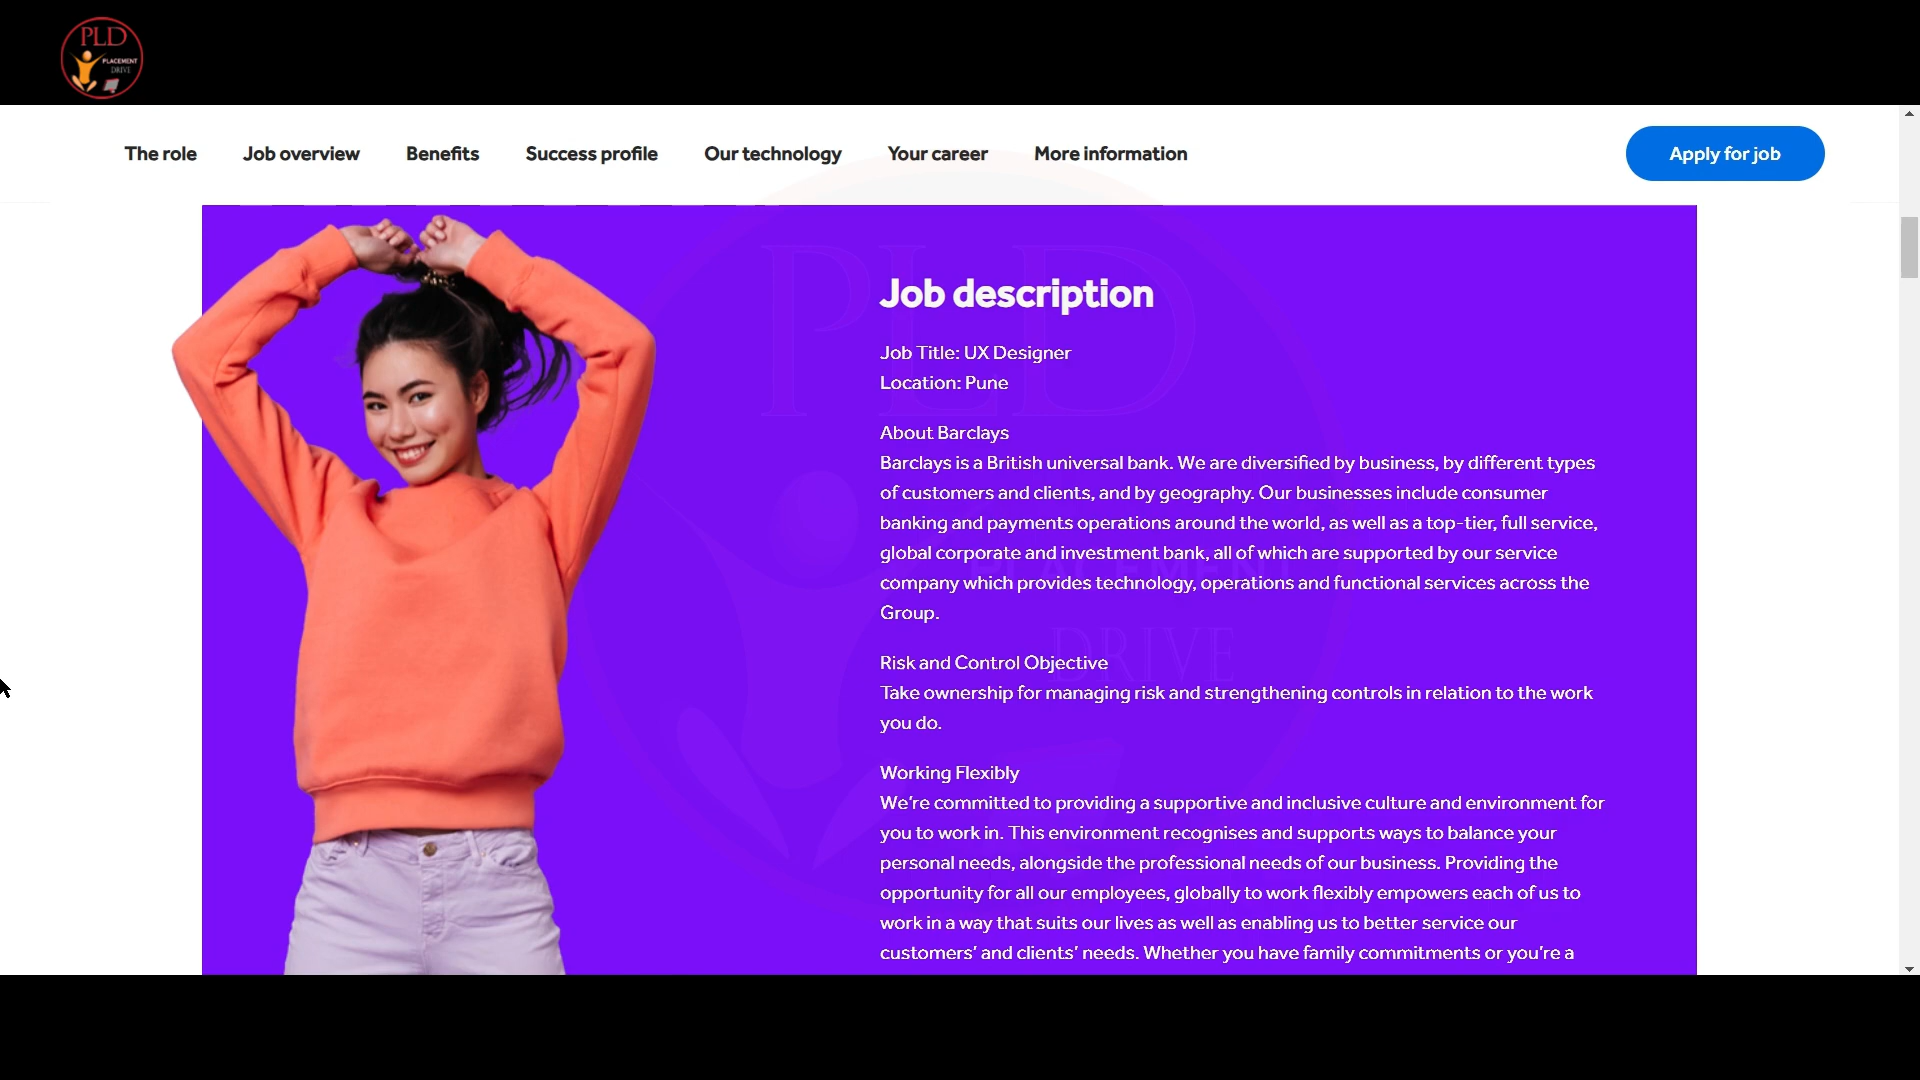 PLD
PLACEMENT
DRIVE
The role
Job overview
Benefits
Success profile
Our technology
Your career
More information
Apply for job
Job description
Job Title: UX Designer
Location: Pune
About Barclays
Barclays is a British universal bank. We are diversified by business, by different types
of customers and clients, and by geography. Our businesses include consumer
banking and payments operations around the world, as well as a top-tier, full service,
global corporate and investment bank, all of which are supported by our service
company which provides technology, operations and functional services across the
Group.
Risk and Control Objective
Take ownership for managing risk and strengthening controls in relation to the work
you do.
Working Flexibly
We’re committed to providing a supportive and inclusive culture and environment for
you to work in. This environment recognises and supports ways to balance your
personal needs, alongside the professional needs of our business. Providing the
opportunity for all our employees, globally to work flexibly empowers each of us to
work in a way that suits our lives as well as enabling us to better service our
customers’ and clients’ needs. Whether you have family commitments or you’re a
PLD
PLACEMENT
DRIVE